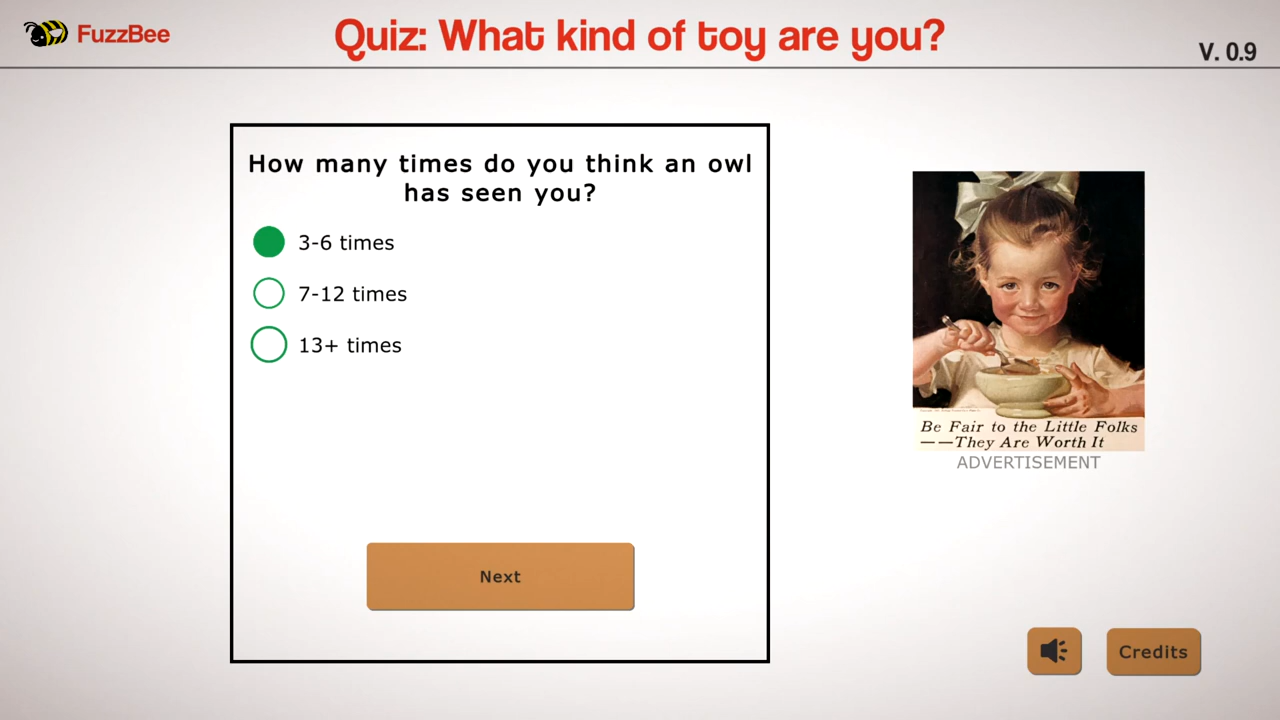 FuzzBee
Quiz: What kind of toy are you?
V. 0.9
How many times do you think an owl
has seen you?
3-6 times
7-12 times
13+ times
Next
Be Fair to the Little Folks
——They Are Worth It
ADVERTISEMENT
Credits